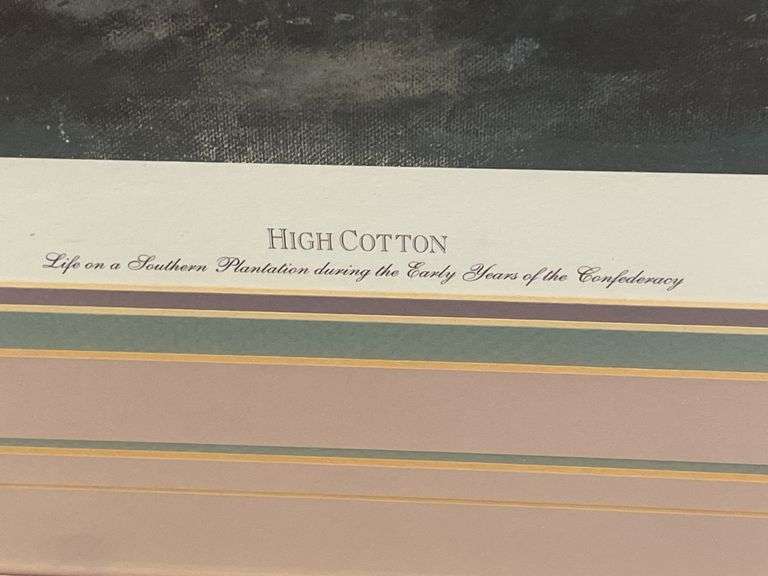 HIGH COTTON
Life on a Southern Plantation during the Early Years of the Confederacy